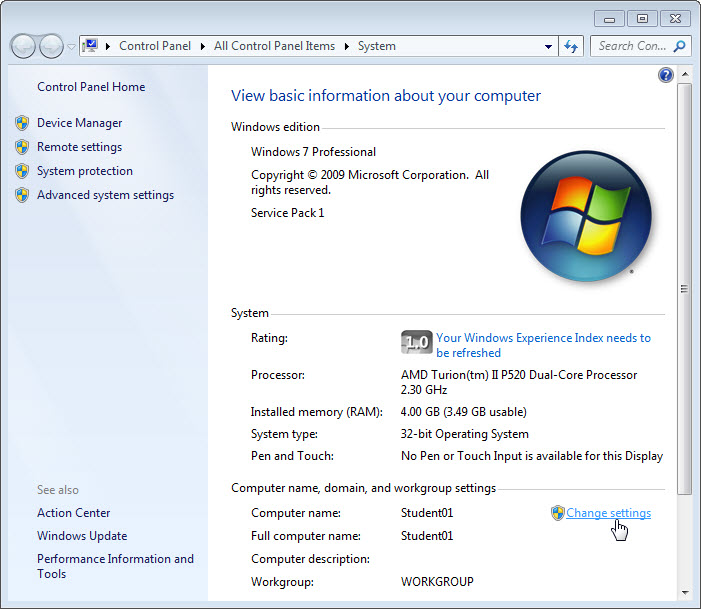 Control Panel All Control Panel Items System
Search Con...
Control Panel Home
Device Manager
Remote settings
System protection
Advanced system settings
See also
Action Center
Windows Update
Performance Information and
Tools
View basic information about your computer
Windows edition
Windows 7 Professional
Copyright © 2009 Microsoft Corporation. All
rights reserved.
Service Pack 1
System
Rating:
1.0 Your Windows Experience Index needs to
be refreshed
Processor:
AMD Turion(tm) II P520 Dual-Core Processor
2.30 GHz
Installed memory (RAM): 4.00 GB (3.49 GB usable)
System type: 32-bit Operating System
Pen and Touch: No Pen or Touch Input is available for this Display
Computer name, domain, and workgroup settings
Computer name: Student01 Change settings
Full computer name: Student01
Computer description:
Workgroup: WORKGROUP